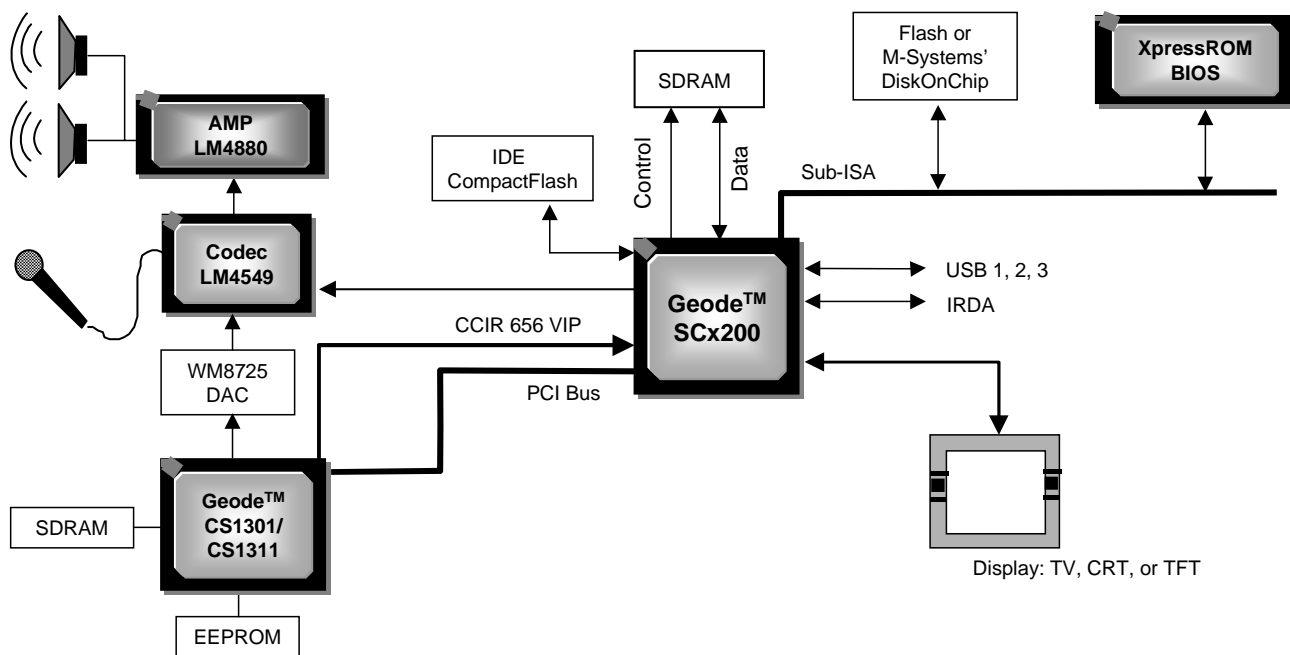 Flash or
M-Systems'
DiskOnChip
XpressROM
BIOS
SDRAM
AMP
LM4880
IDE
CompactFlash
Control
Data
Sub-ISA
Codec
LM4549
USB 1, 2, 3
Geode™
SCx200
IRDA
CCIR 656 VIP
WM8725
DAC
PCI Bus
Geode™
CS1301/
CS1311
SDRAM
Display: TV, CRT, or TFT
EEPROM